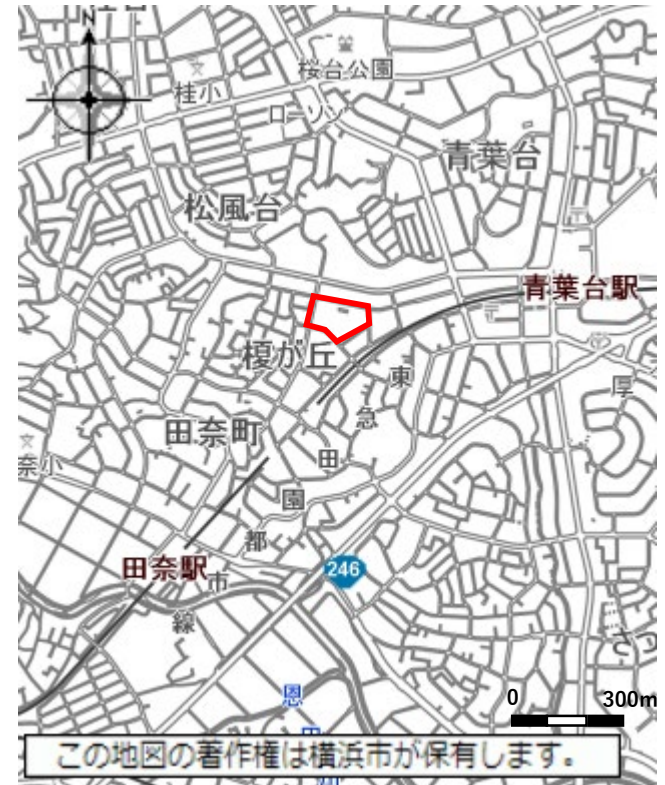 N
桜台公園
桂小
ローソン
青葉台
松風台
青葉台駅
榎が丘
東
急
田
園
都
市
線
厚
田奈町
奈小
田奈駅
246
さっ
恩
田
0 300m
この地図の著作権は横浜市が保有します。